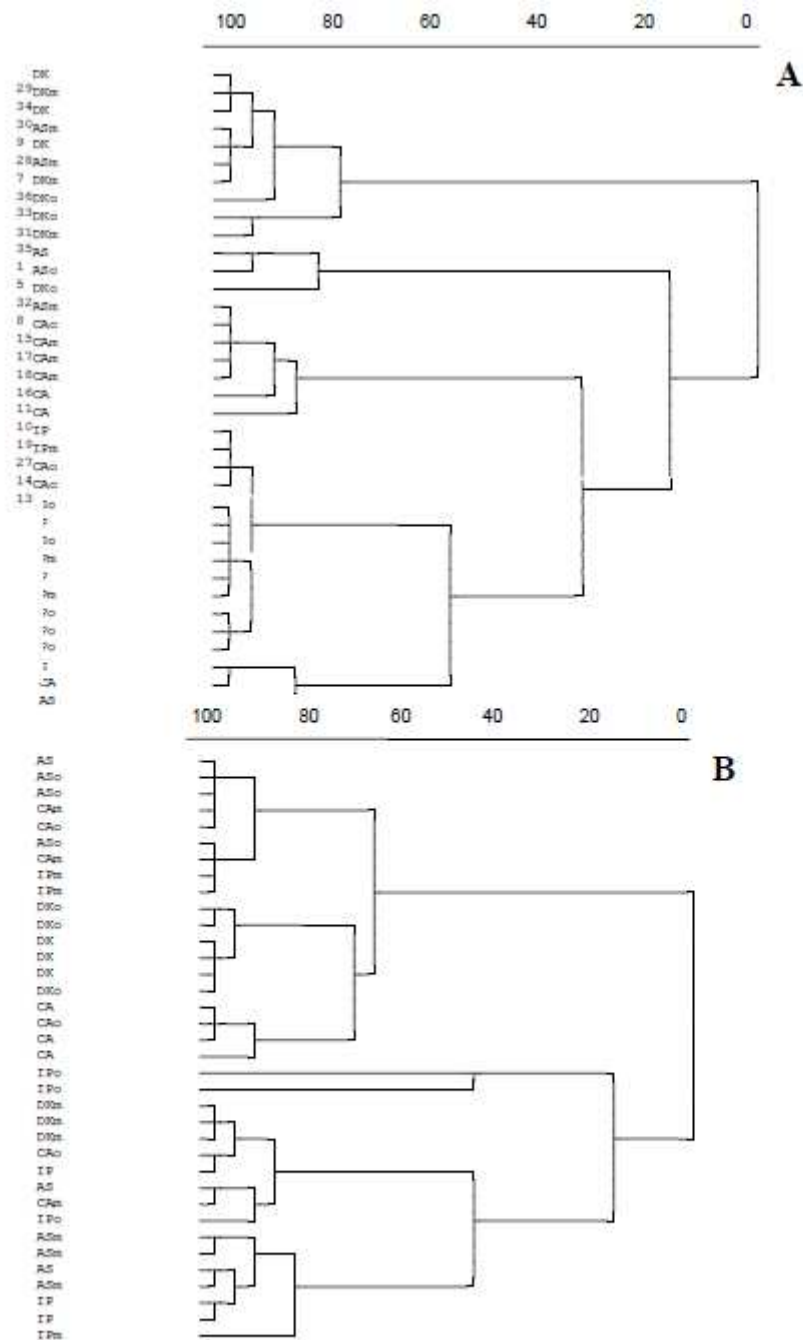 100 80 60 40 20 0
A
DK
29 DKm
34 DK
30 ASm
9 DK
28 ASm
7 DKm
36 DKo
33 DKo
31 DKm
35 AS
1 ASo
5 DKo
32 ASm
8 CAo
15 CAm
17 CAm
18 CAm
16 CA
11 CA
10 IP
19 IPm
27 CAo
14 CAo
13
CA
AS
100 80 60 40 20 0
B
AS
ASo
ASo
CAm
CAo
ASo
CAm
IPm
IPm
DKo
DKo
DK
DK
DK
DKo
CA
CAo
CA
CA
IPo
IPo
DKm
DKm
DKm
CAo
IP
AS
CAm
IPo
ASm
ASm
AS
ASm
IP
IP
IPm